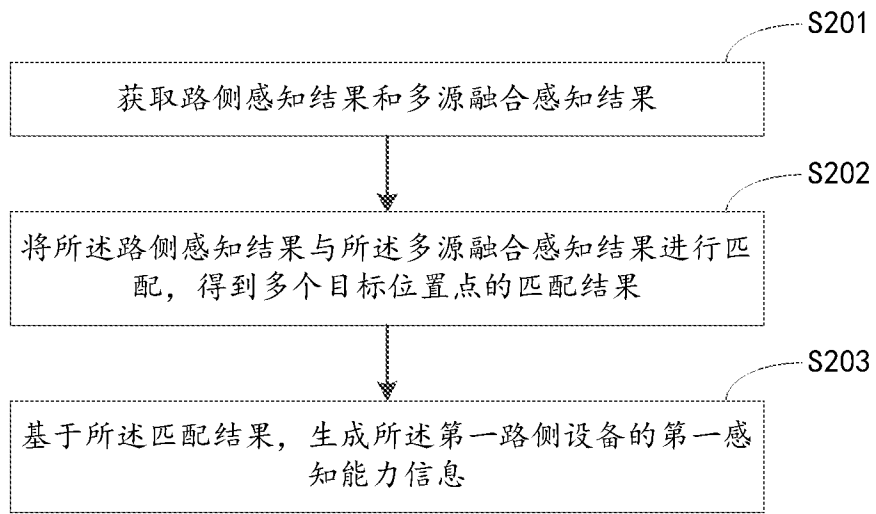 S201
获取路侧感知结果和多源融合感知结果
S202
将所述路侧感知结果与所述多源融合感知结果进行匹
配，得到多个目标位置点的匹配结果
S203
基于所述匹配结果，生成所述第一路侧设备的第一感
知能力信息